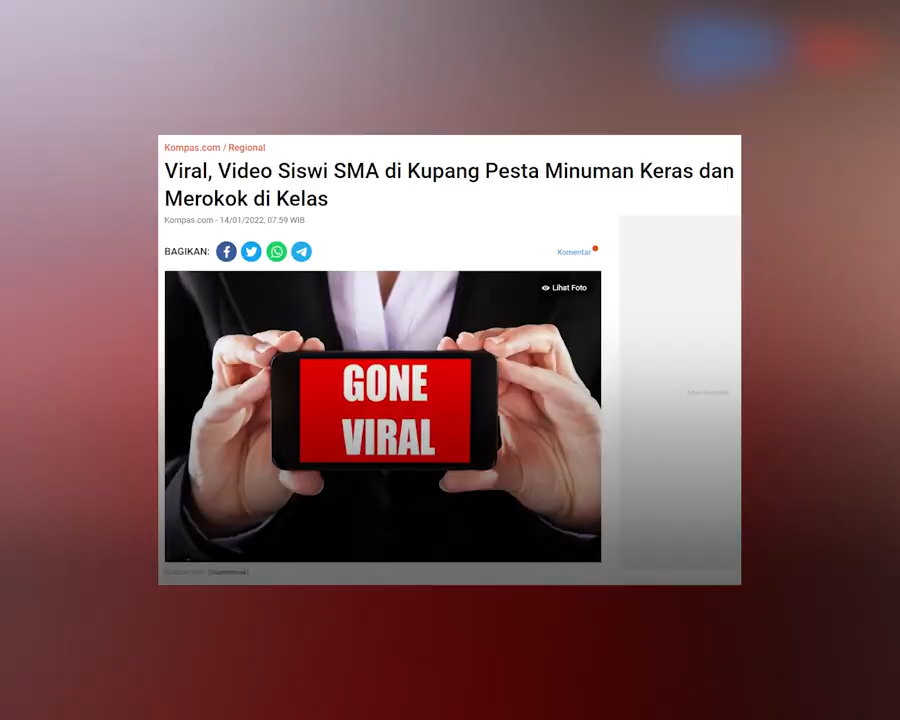 Kompas.com / Regional
Viral, Video Siswi SMA di Kupang Pesta Minuman Keras dan
Merokok di Kelas
Kompas.com - 14/01/2022, 07:59 WIB
BAGIKAN:
Komentar
Lihat Foto
GONE
VIRAL